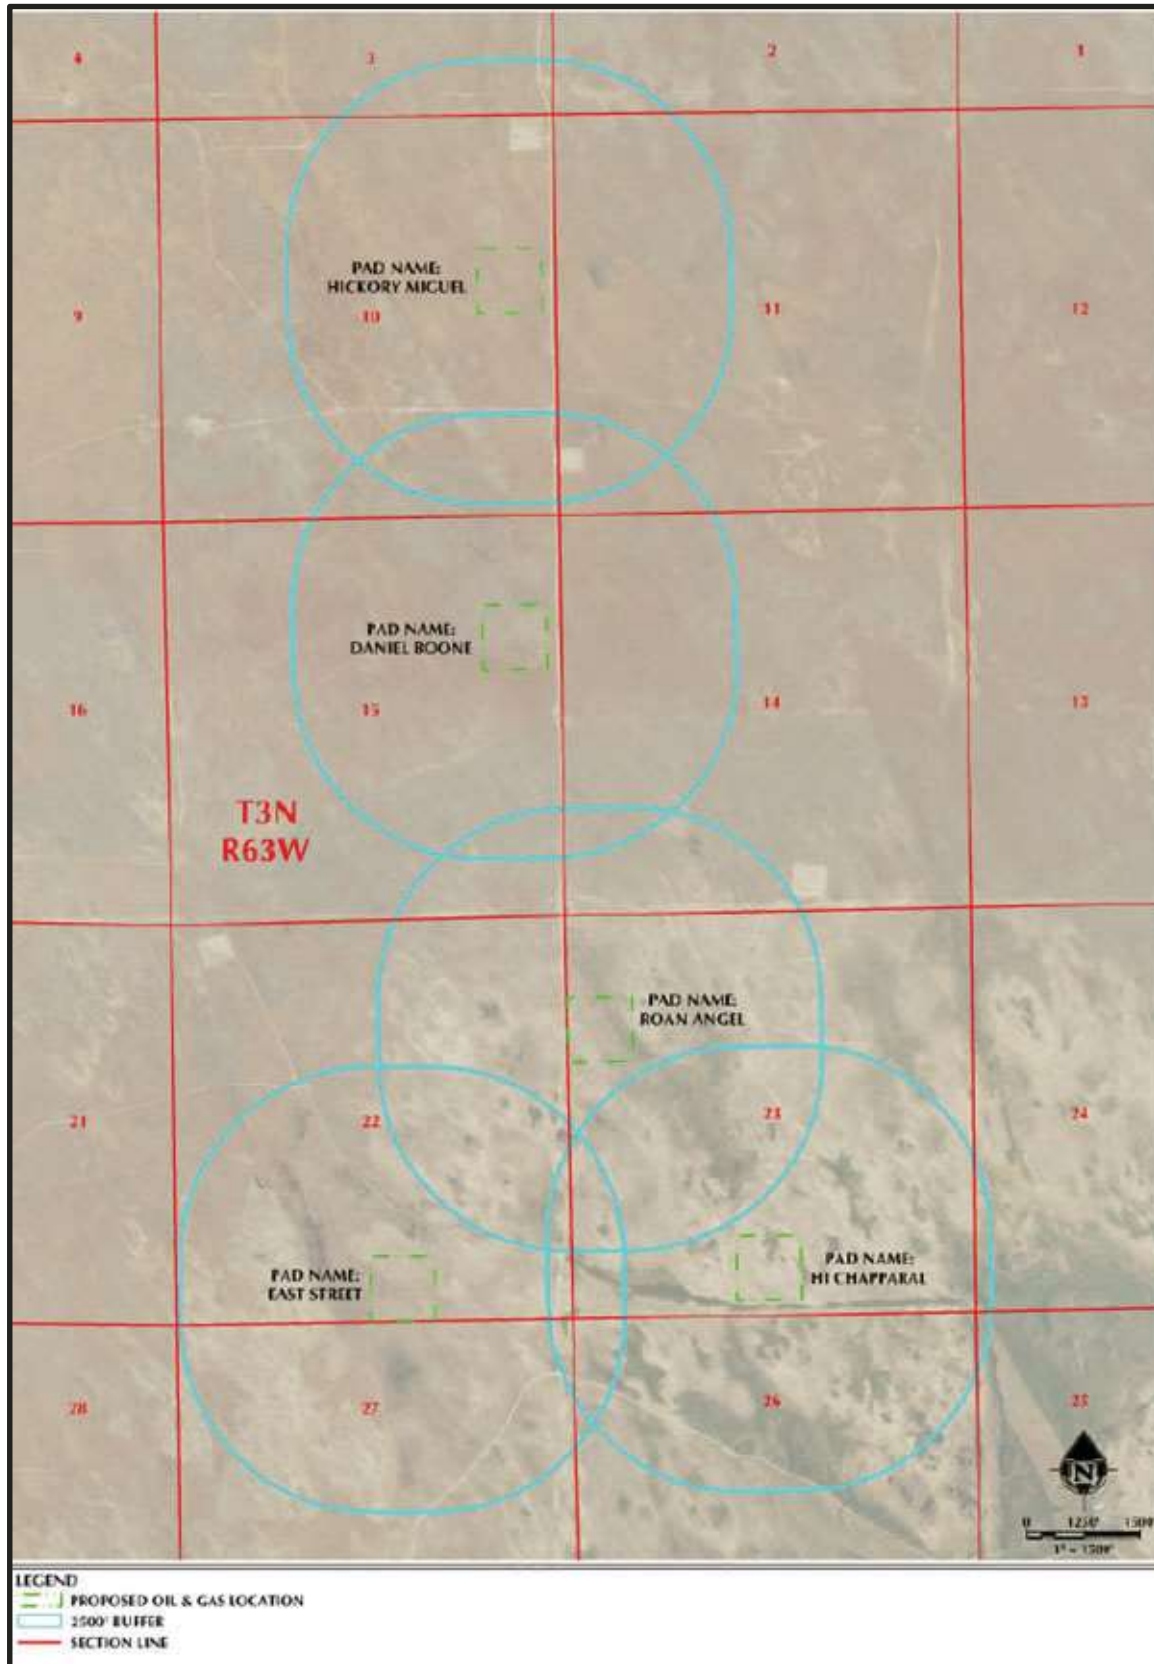 4
3
2
1
PAD NAME:
HICKORY MIGUEL
9
10
11
12
PAD NAME:
DANIEL BOONE
16
15
14
13
T3N
R63W
PAD NAME:
ROAN ANGEL
21
22
23
24
PAD NAME:
EAST STREET
PAD NAME:
HI CHAPPARAL
28
27
26
25
N
0 1250'
LEGEND
PROPOSED OIL & GAS LOCATION
2500' BUFFER
SECTION LINE